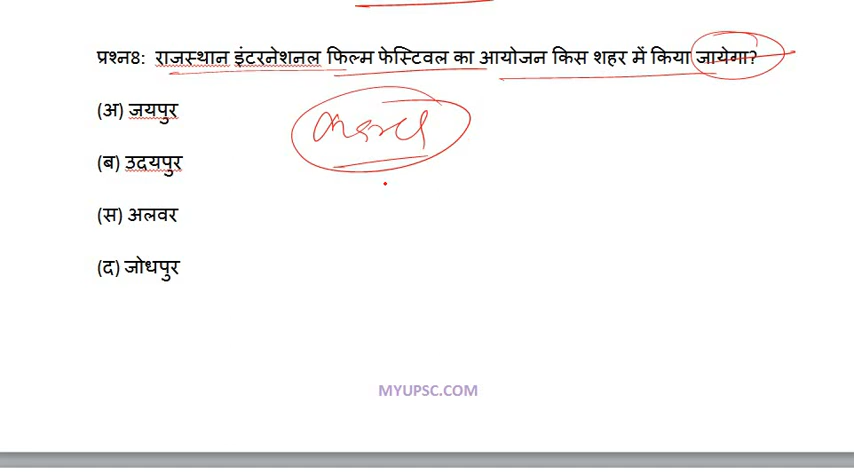 प्रश्न8: राजस्थान इंटरनेशनल फिल्म फेस्टिवल का आयोजन किस शहर में किया जायेगा?
(अ) जयपुर
(ब) उदयपुर
(स) अलवर
(द) जोधपुर
MYUPSC.COM